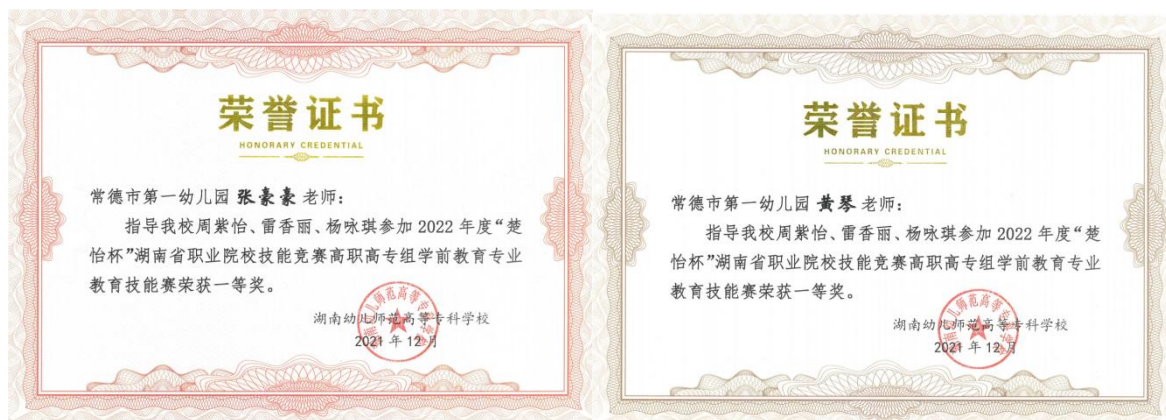 荣誉证书
HONORARY CREDENTIAL
常德市第一幼儿园 张豪豪 老师：
指导我校周紫怡、雷香丽、杨咏琪参加 2022 年度“楚
怡杯”湖南省职业院校技能竞赛高职高专组学前教育专业
教育技能赛荣获一等奖。
湖南幼儿师范高等专科学校
2021 年 12 月
荣誉证书
HONORARY CREDENTIAL
常德市第一幼儿园 黄琴 老师：
指导我校周紫怡、雷香丽、杨咏琪参加 2022 年度“楚
怡杯”湖南省职业院校技能竞赛高职高专组学前教育专业
教育技能赛荣获一等奖。
湖南幼儿师范高等专科学校
2021 年 12 月